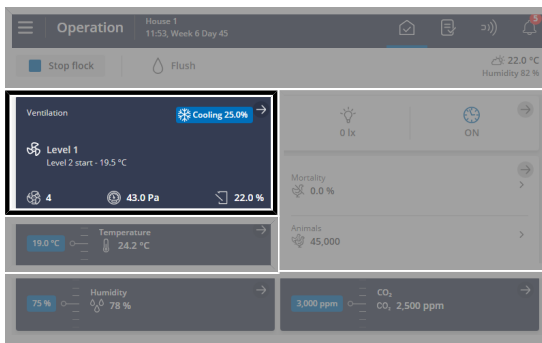 Operation
House 1
11:53, Week 6 Day 45
5
Stop flock
Flush
22.0 °C
Humidity 82 %
Ventilation
Cooling 25.0%
Level 1
Level 2 start - 19.5 °C
4
43.0 Pa
22.0 %
0 lx
ON
Mortality
0.0 %
Animals
45,000
Temperature
19.0 °C
24.2 °C
Humidity
75 %
78 %
CO₂
3,000 ppm
CO₂ 2,500 ppm